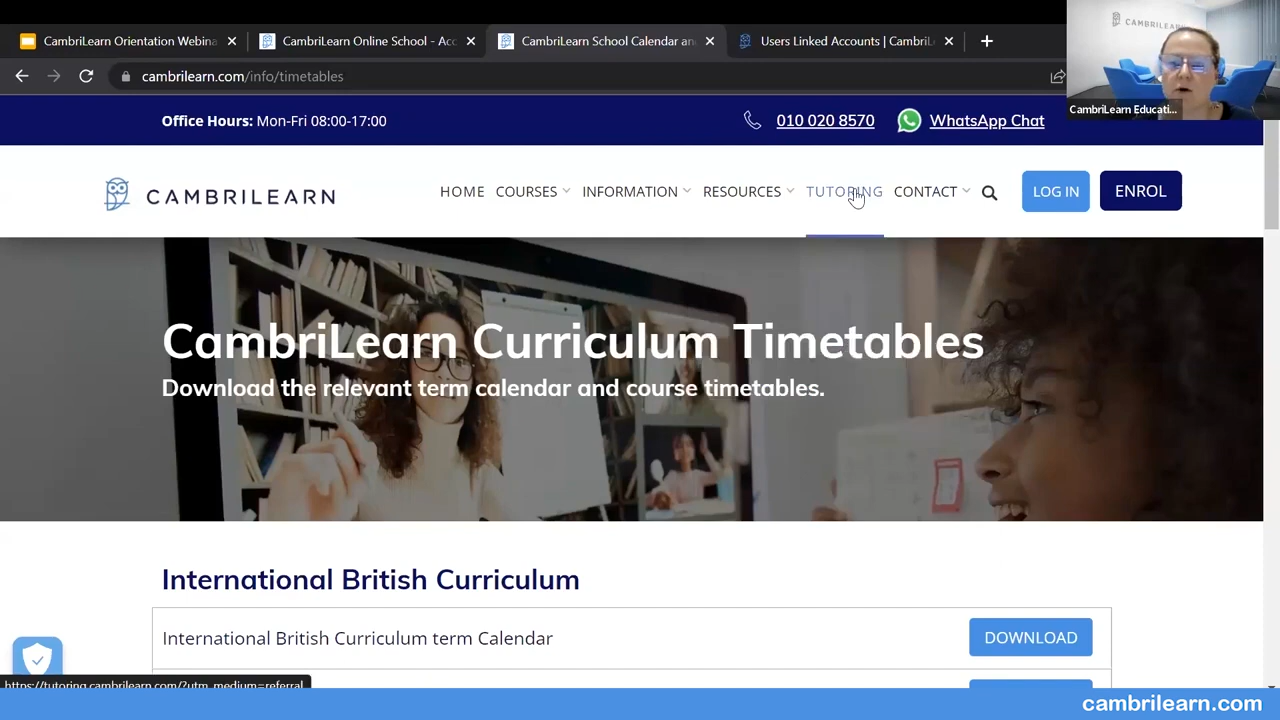 CambriLearn Orientation Webina
CambriLearn Online School - Acc
CambriLearn School Calendar an
Users Linked Accounts | CambriL
cambrilearn.com/info/timetables
CAMBRILEARN
CambriLearn Educati...
Office Hours: Mon-Fri 08:00-17:00
010 020 8570
WhatsApp Chat
CAMBRILEARN
HOME
COURSES
INFORMATION
RESOURCES
TUTORING
CONTACT
LOG IN
ENROL
CambriLearn Curriculum Timetables
Download the relevant term calendar and course timetables.
International British Curriculum
International British Curriculum term Calendar
DOWNLOAD
https://tutoring.cambrilearn.com/?utm_medium=referral
cambrilearn.com